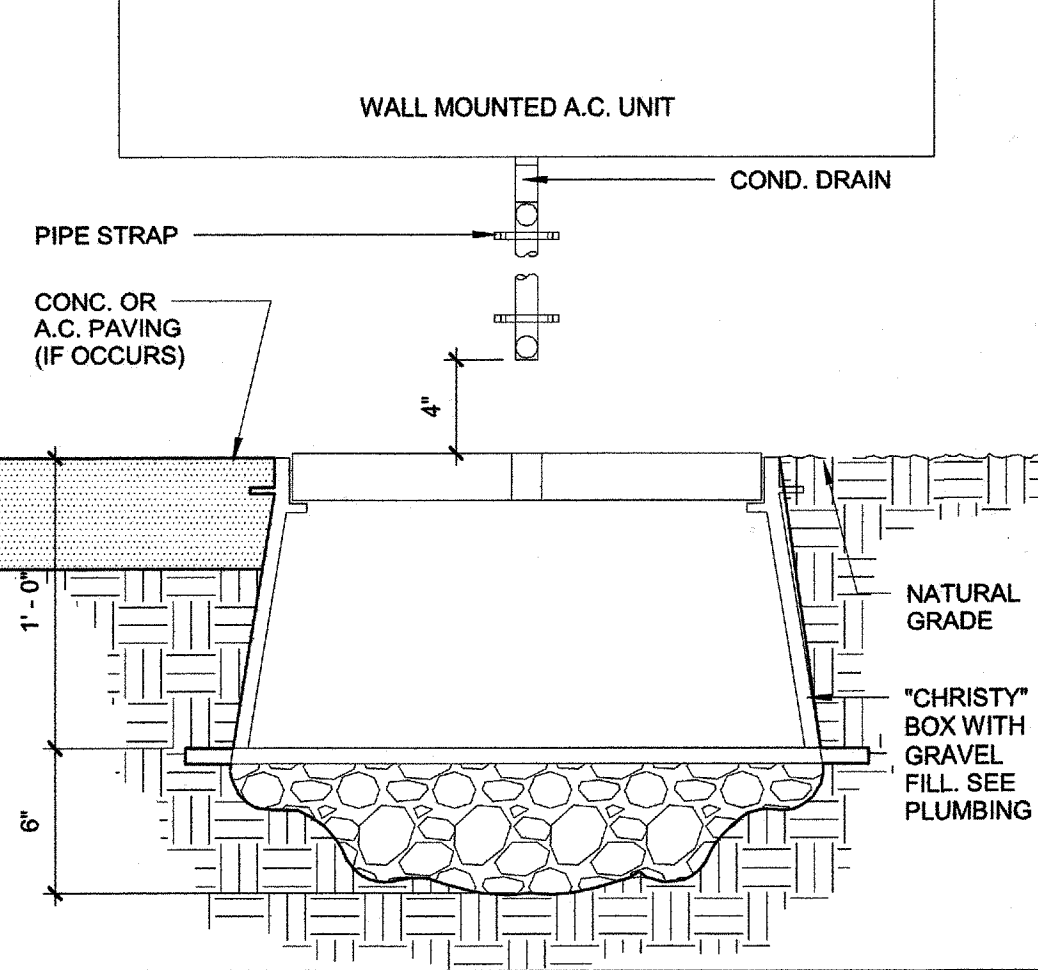 WALL MOUNTED A.C. UNIT
COND. DRAIN
PIPE STRAP
CONC. OR
A.C. PAVING
(IF OCCURS)
4"
1' - 0"
NATURAL
GRADE
"CHRISTY"
BOX WITH
GRAVEL
FILL. SEE
PLUMBING
6"